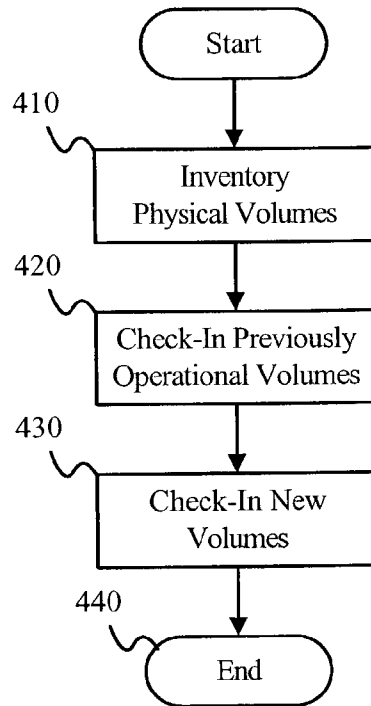 Start
410
Inventory
Physical Volumes
420
Check-In Previously
Operational Volumes
430
Check-In New
Volumes
440
End